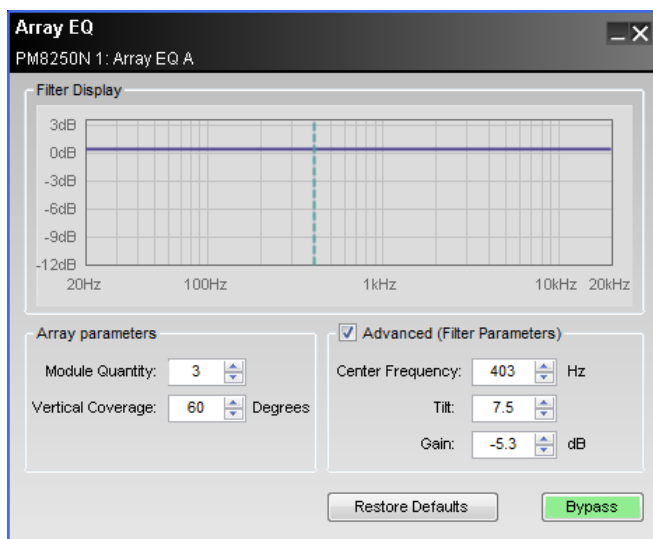 Array EQ
PM8250N 1: Array EQ A
Filter Display
3dB
0dB
-3dB
-6dB
-9dB
-12dB
20Hz 100Hz 1kHz 10kHz 20kHz
Array parameters
Module Quantity: 3
Vertical Coverage: 60 Degrees
Advanced (Filter Parameters)
Center Frequency: 403 Hz
Tilt: 7.5
Gain: -5.3 dB
Restore Defaults Bypass